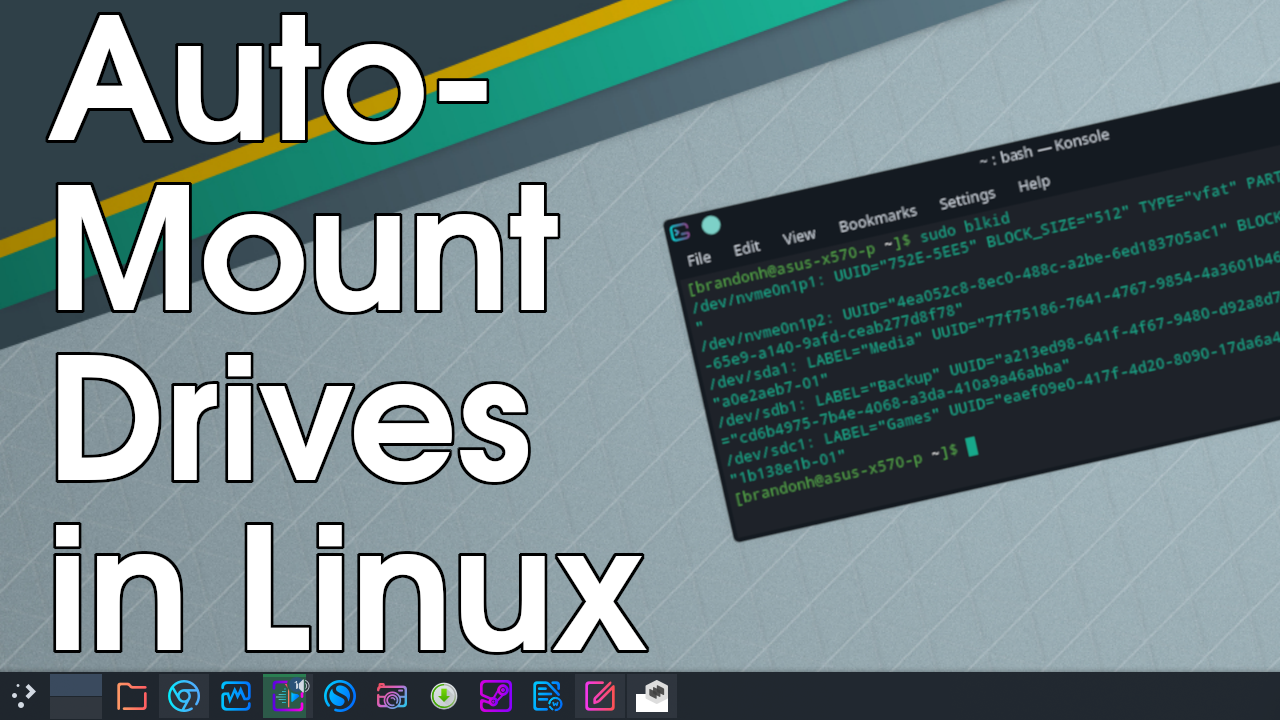 Auto-
Mount
Drives
in Linux
~ : bash — Konsole
File Edit View Bookmarks Settings Help
[brandonh@asus-x570-p ~]$ sudo blkid
/dev/nvme0n1p1: UUID="752E-5EE5" BLOCK_SIZE="512" TYPE="vfat" PART
"
/dev/nvme0n1p2: UUID="4ea052c8-8ec0-488c-a2be-6ed183705ac1" BLOC
-65e9-a140-9afd-ceab277d8f78"
/dev/sda1: LABEL="Media" UUID="77f75186-7641-4767-9854-4a3601b46
"a0e2aeb7-01"
/dev/sdb1: LABEL="Backup" UUID="a213ed98-641f-4f67-9480-d92a8d7
="cd6b4975-7b4e-4068-a3da-410a9a46abba"
/dev/sdc1: LABEL="Games" UUID="eaef09e0-417f-4d20-8090-17da6a4
"1b138e1b-01"
[brandonh@asus-x570-p ~]$